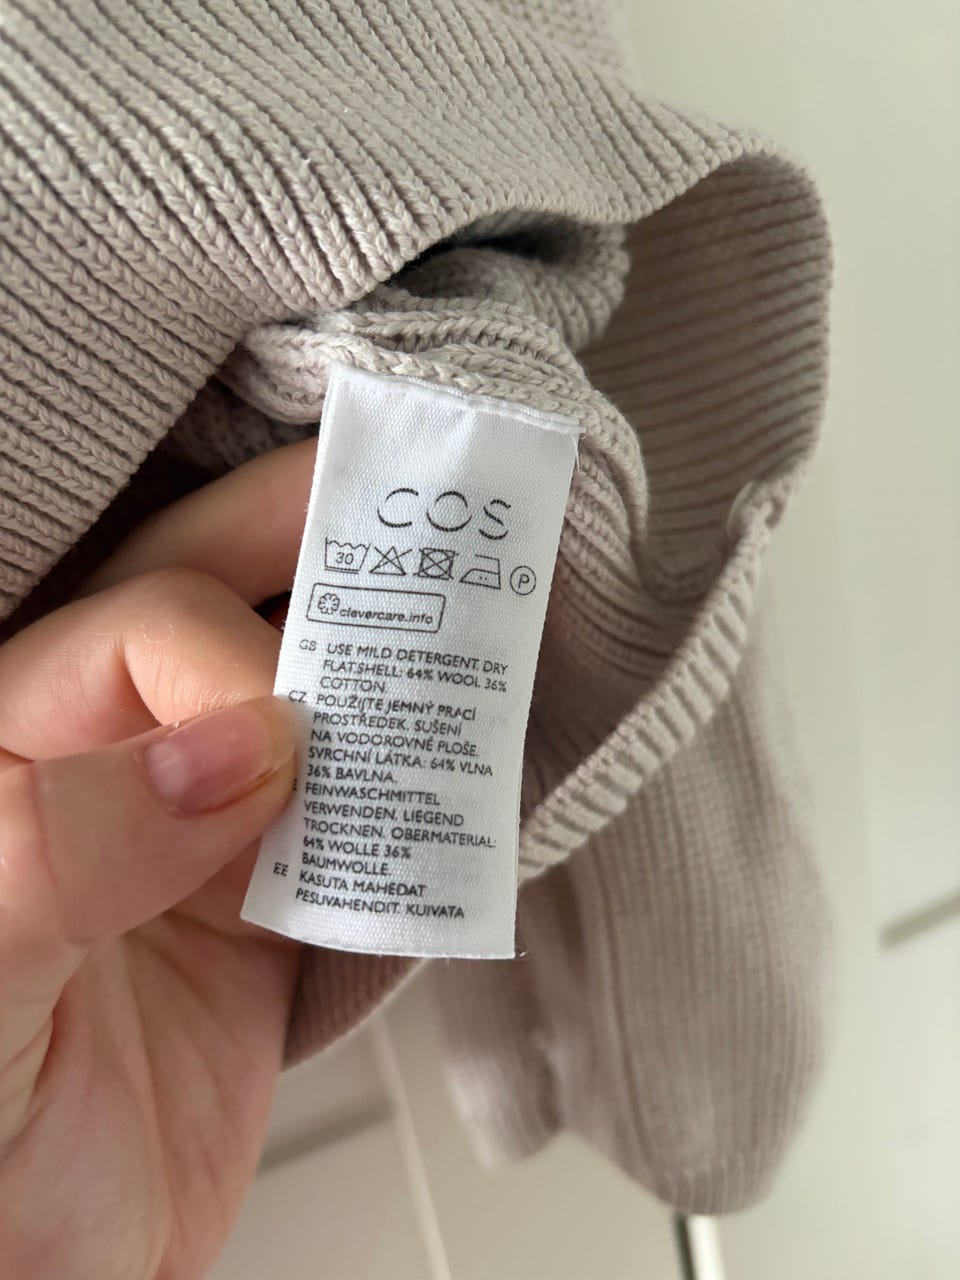 COS
30
P
clevercare.info
GB USE MILD DETERGENT. DRY
FLAT.SHELL: 64% WOOL 36%
COTTON.
CZ POUŽIJTE JEMNÝ PRACÍ
PROSTŘEDEK. SUŠENÍ
NA VODOROVNÉ PLOŠE.
SVRCHNÍ LÁTKA: 64% VLNA
36% BAVLNA.
FEINWASCHMITTEL
VERWENDEN. LIEGEND
TROCKNEN. OBERMATERIAL:
64% WOLLE 36%
BAUMWOLLE.
EE KASUTA MAHEDAT
PESUVAHENDIT. KUIVATA